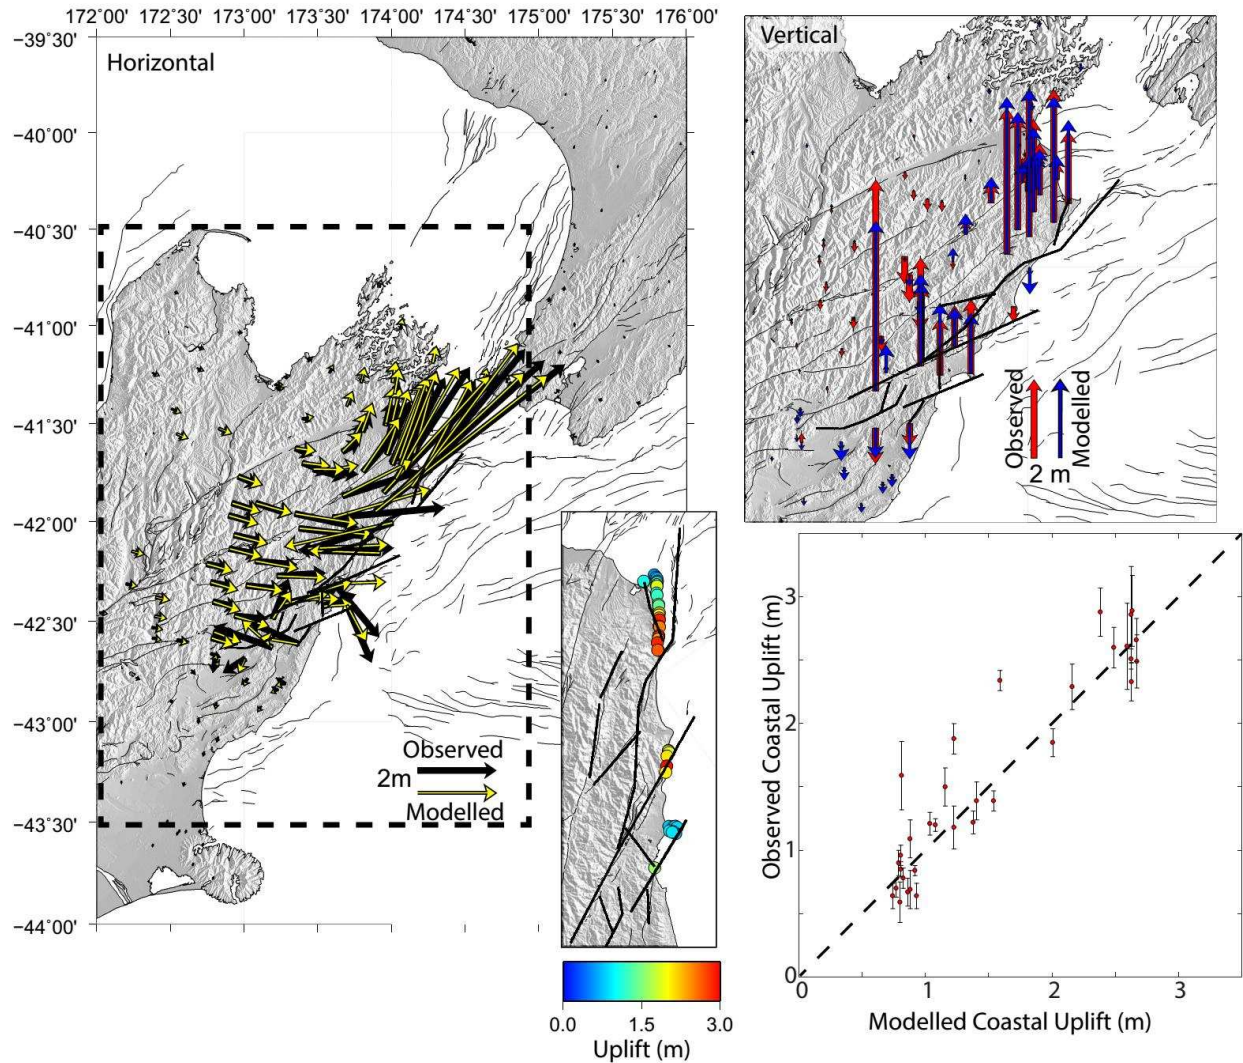 172˚00' 172˚30' 173˚00' 173˚30' 174˚00' 174˚30' 175˚00' 175˚30' 176˚00'
−39˚30'
−40˚00'
−40˚30'
−41˚00'
−41˚30'
−42˚00'
−42˚30'
−43˚00'
−43˚30'
−44˚00'
Horizontal
Observed
2m
Modelled
Vertical
Observed
Modelled
2 m
0.0 1.5 3.0
Uplift (m)
Observed Coastal Uplift (m)
3
2
1
0
0 1 2 3
Modelled Coastal Uplift (m)